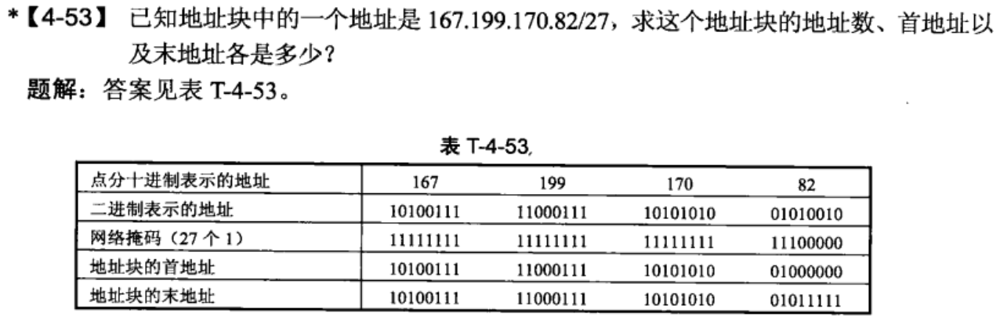 *【4-53】 已知地址块中的一个地址是 167.199.170.82/27，求这个地址块的地址数、首地址以
及末地址各是多少？
题解：答案见表 T-4-53。
表 T-4-53
点分十进制表示的地址 167 199 170 82
二进制表示的地址 10100111 11000111 10101010 01010010
网络掩码（27 个 1） 11111111 11111111 11111111 11100000
地址块的首地址 10100111 11000111 10101010 01000000
地址块的末地址 10100111 11000111 10101010 01011111